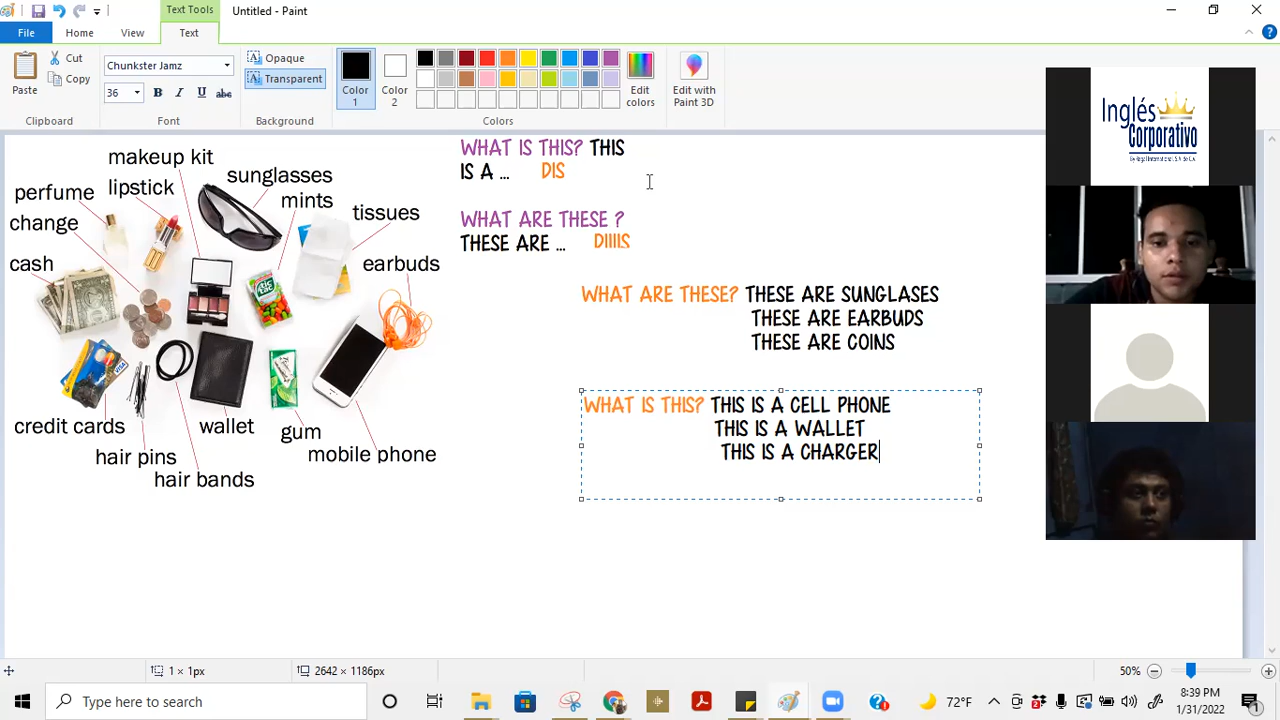 Untitled - Paint
Text Tools
File
Home
View
Text
Paste
Cut
Copy
Clipboard
Chunkster Jamz
36
B I U abc
Font
Opaque
Transparent
Background
Color 1
Color 2
Edit colors
Colors
Edit with Paint 3D
Inglés
Corporativo
makeup kit
lipstick
perfume
change
cash
sunglasses
mints
tissues
earbuds
tic tac
VISA
credit cards
hair pins
hair bands
wallet
gum
mobile phone
WHAT IS THIS? THIS
IS A ... DIS
WHAT ARE THESE ?
THESE ARE ... DIIIIS
WHAT ARE THESE? THESE ARE SUNGLASES
THESE ARE EARBUDS
THESE ARE COINS
WHAT IS THIS? THIS IS A CELL PHONE
THIS IS A WALLET
THIS IS A CHARGER
1 × 1px
2642 × 1186px
50%
Type here to search
72°F
8:39 PM
1/31/2022